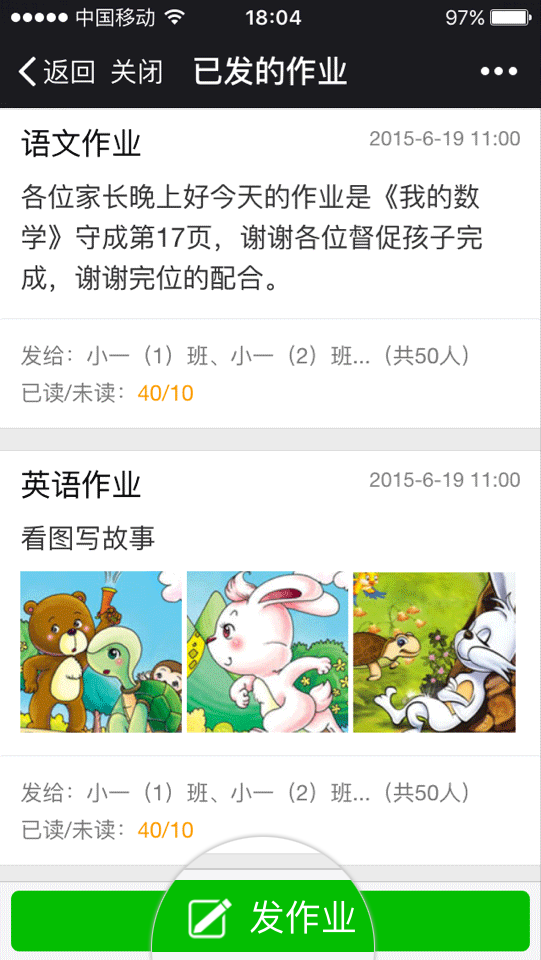 中国移动 18:04 97%
返回 关闭 已发的作业
语文作业 2015-6-19 11:00
各位家长晚上好今天的作业是《我的数
学》守成第17页，谢谢各位督促孩子完
成，谢谢完位的配合。
发给：小一（1）班、小一（2）班...（共50人）
已读/未读：40/10
英语作业 2015-6-19 11:00
看图写故事
发给：小一（1）班、小一（2）班...（共50人）
已读/未读：40/10
发作业